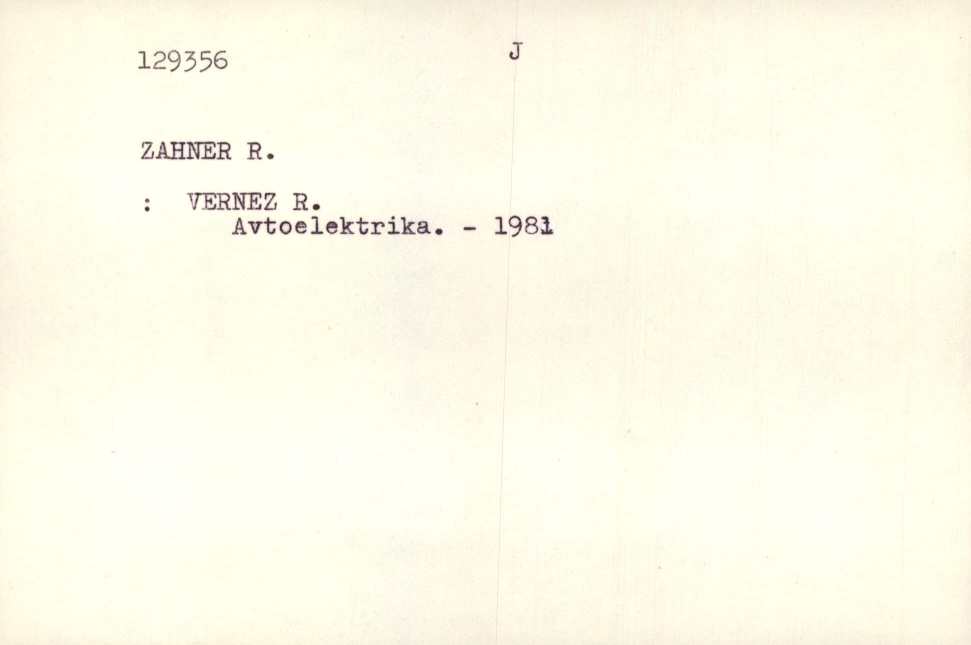 129356 J
ZAHNER R.
: VERNEZ R.
Avtoelektrika. - 1981